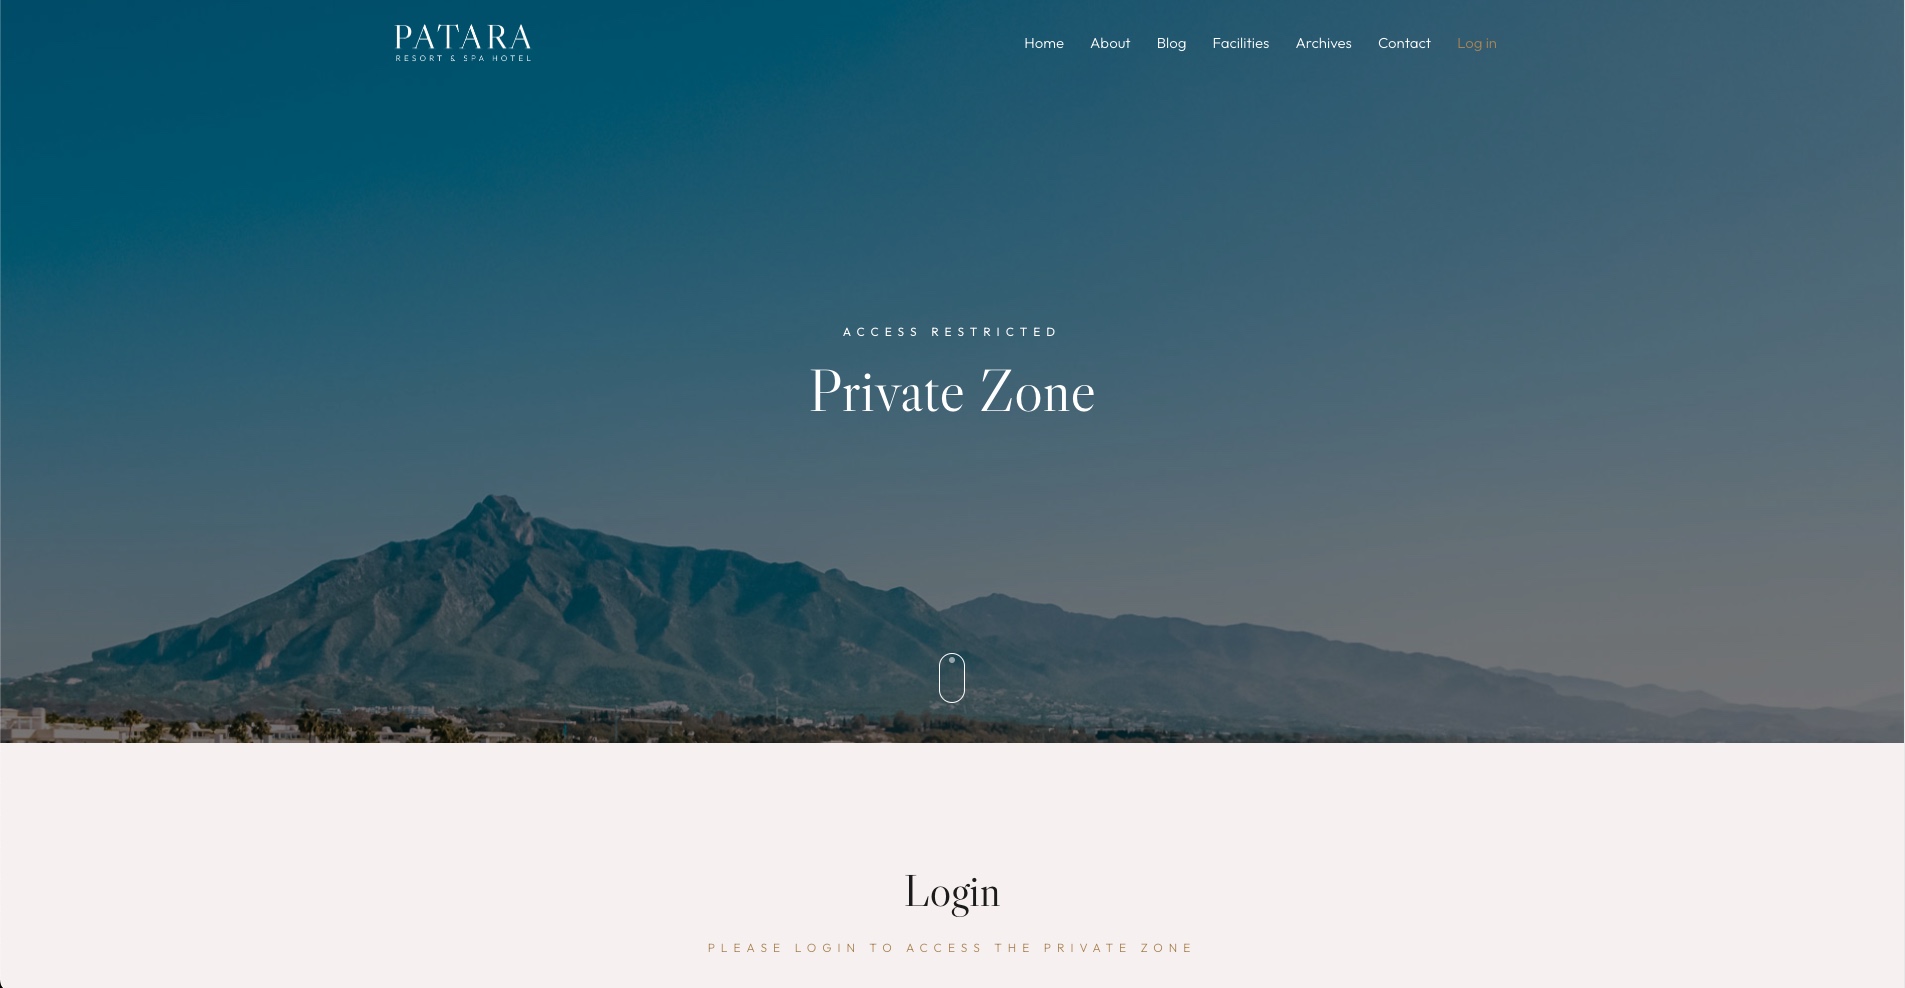 PATARA
RESORT & SPA HOTEL
Home About Blog Facilities Archives Contact Log in
ACCESS RESTRICTED
Private Zone
Login
PLEASE LOGIN TO ACCESS THE PRIVATE ZONE